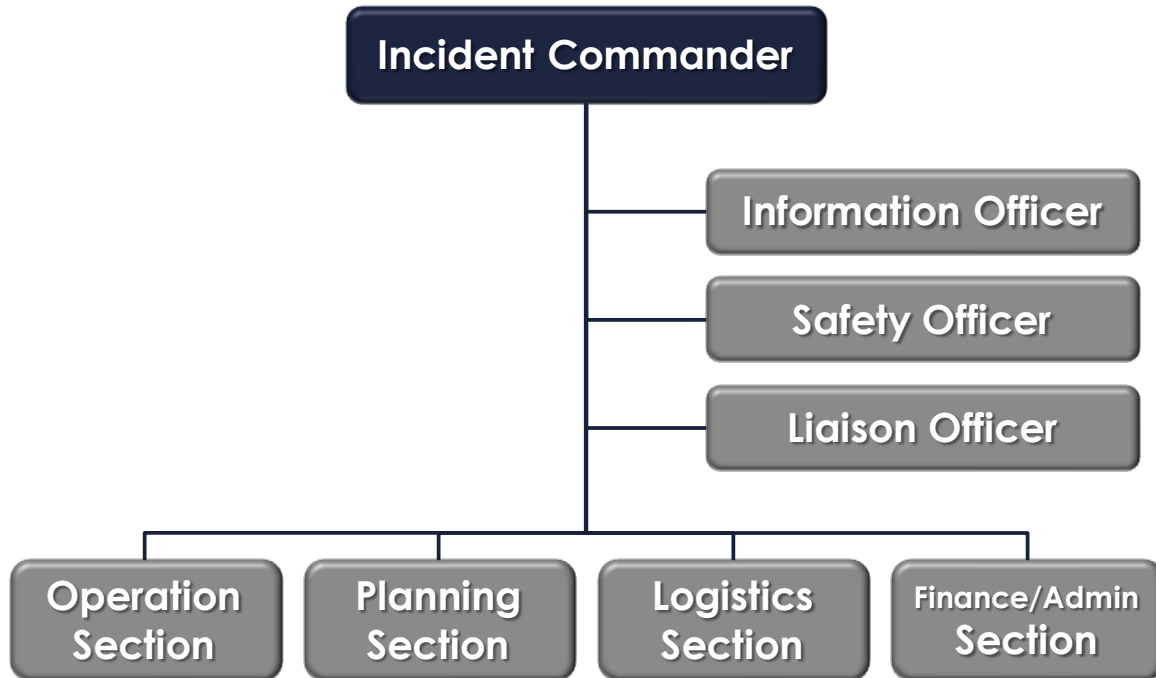 Incident Commander
Information Officer
Safety Officer
Liaison Officer
Operation
Section
Planning
Section
Logistics
Section
Finance/Admin
Section